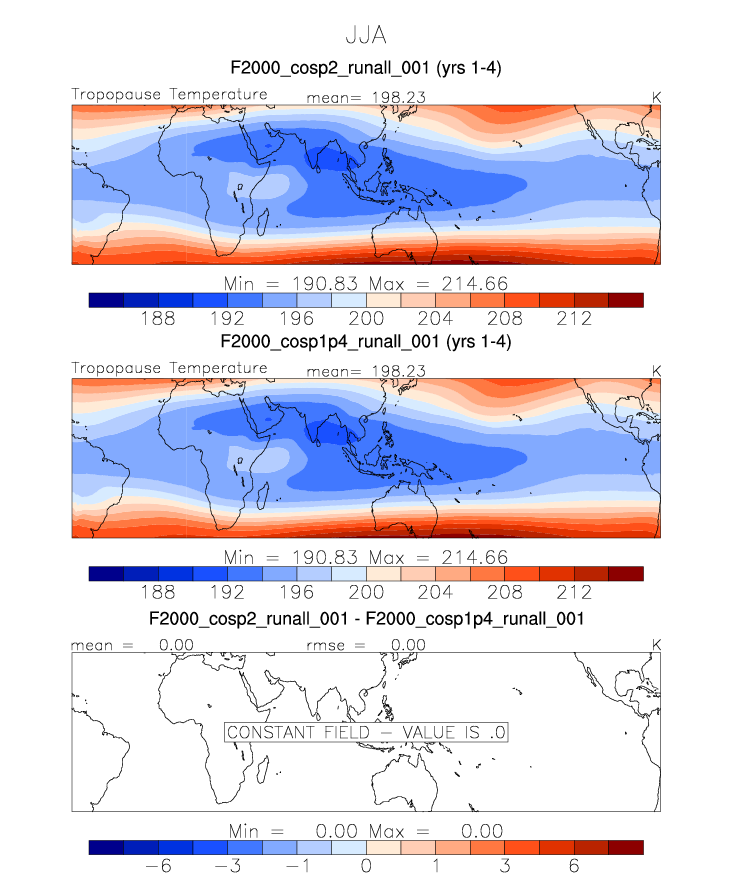 JJA
F2000_cosp2_runall_001 (yrs 1-4)
Tropopause Temperature mean= 198.23 K
Min = 190.83 Max = 214.66
188 192 196 200 204 208 212
F2000_cosp1p4_runall_001 (yrs 1-4)
Tropopause Temperature mean= 198.23 K
Min = 190.83 Max = 214.66
188 192 196 200 204 208 212
F2000_cosp2_runall_001 - F2000_cosp1p4_runall_001
mean = 0.00 rmse = 0.00 K
CONSTANT FIELD - VALUE IS .0
Min = 0.00 Max = 0.00
-6 -3 -1 0 1 3 6